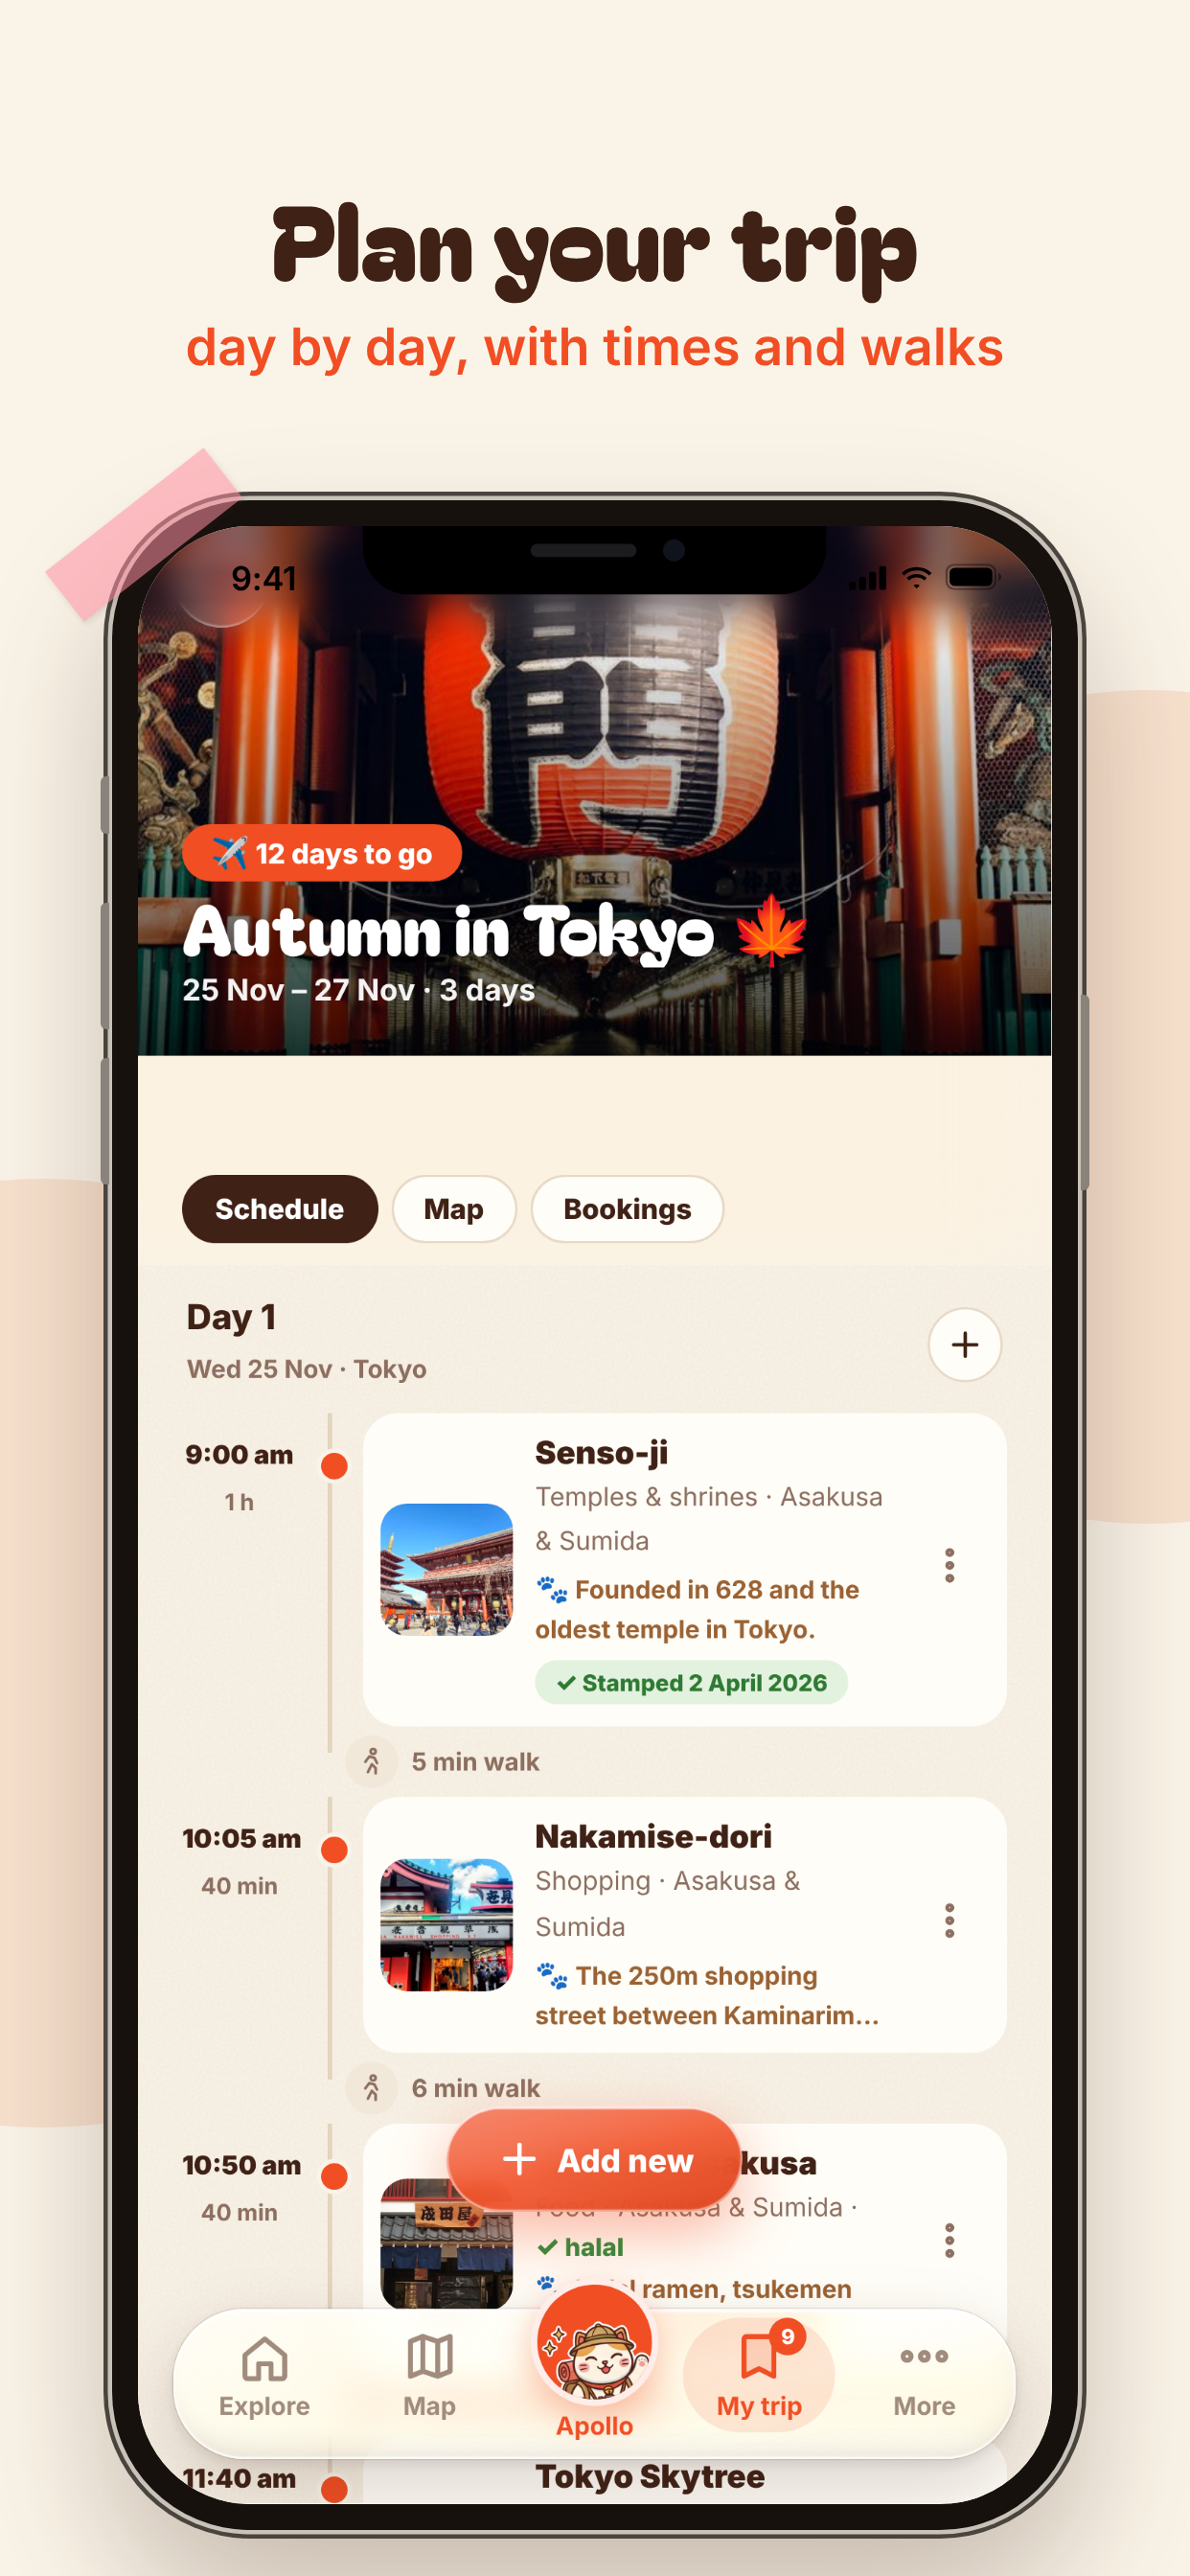 Plan your trip
day by day, with times and walks
9:41
門
✈️ 12 days to go
Autumn in Tokyo 🍁
25 Nov – 27 Nov · 3 days
Schedule
Map
Bookings
Day 1
Wed 25 Nov · Tokyo
9:00 am
1 h
Senso-ji
Temples & shrines · Asakusa
& Sumida
🐾 Founded in 628 and the
oldest temple in Tokyo.
✓ Stamped 2 April 2026
5 min walk
10:05 am
40 min
Nakamise-dori
Shopping · Asakusa &
Sumida
🐾 The 250m shopping
street between Kaminarim...
6 min walk
10:50 am
40 min
成田屋
+ Add new
kusa
Food · Asakusa & Sumida ·
✓ halal
ramen, tsukemen
Explore
Map
Apollo
9
My trip
More
11:40 am
Tokyo Skytree